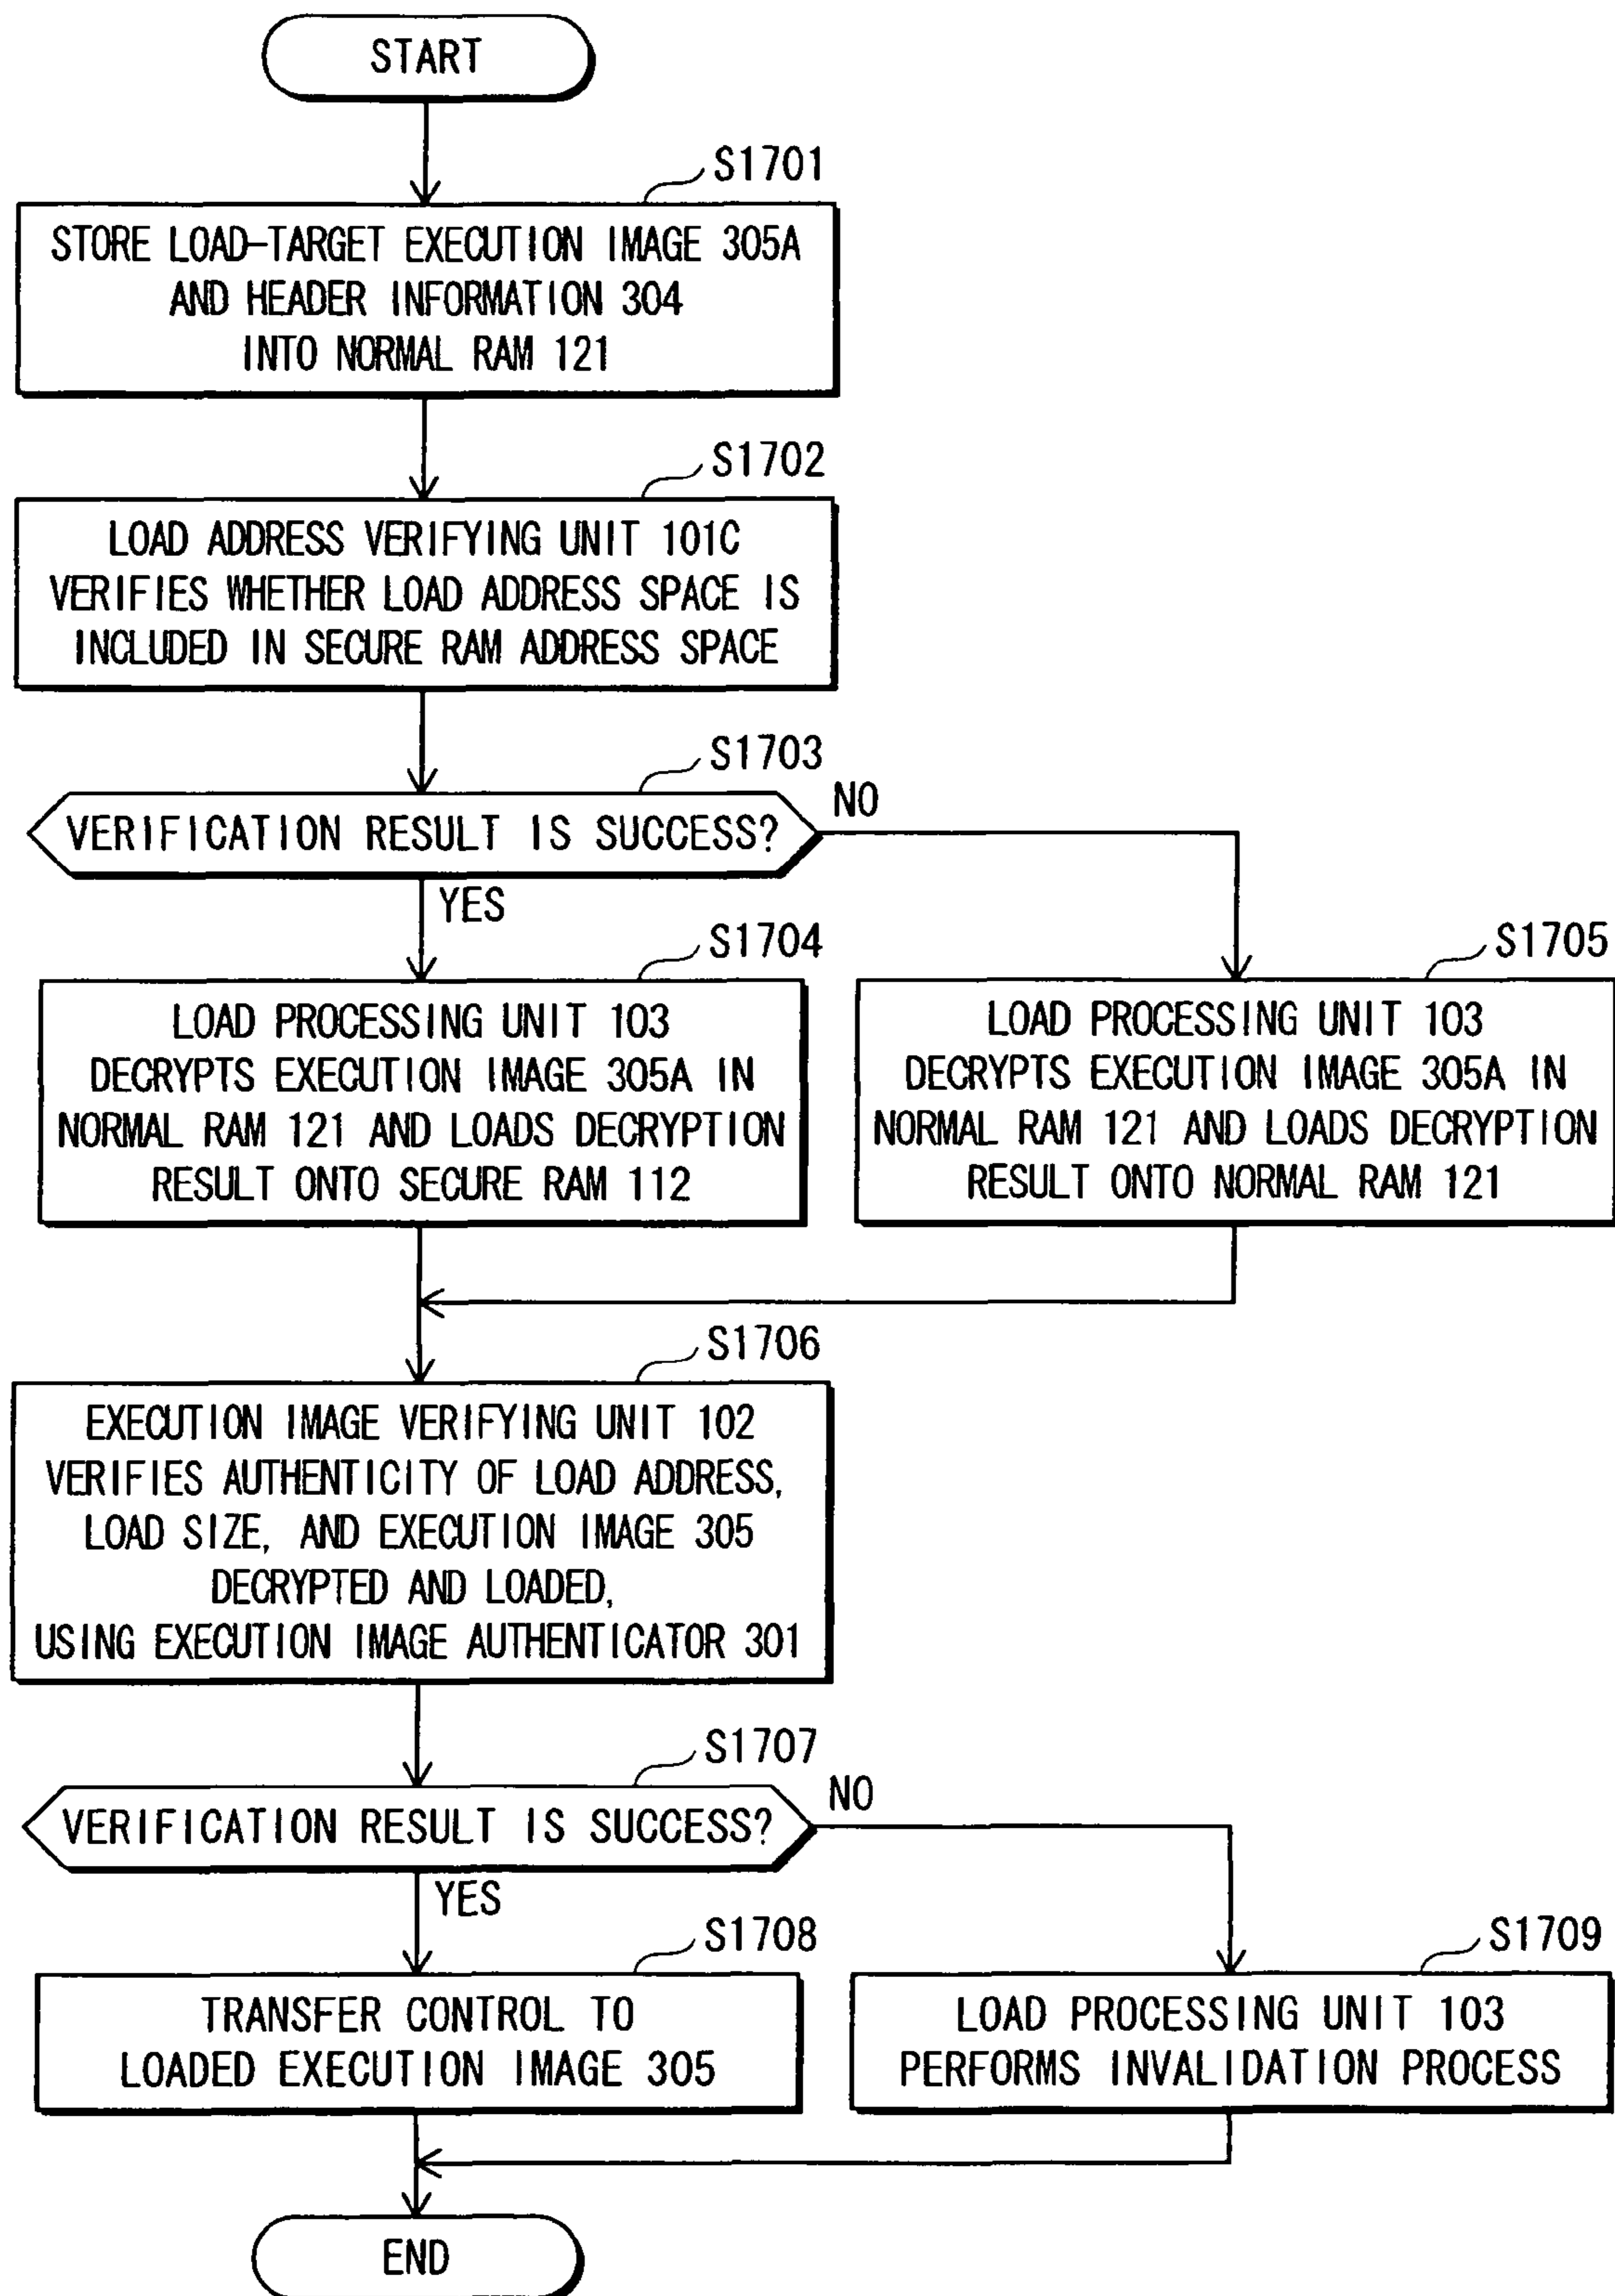 START
S1701
STORE LOAD-TARGET EXECUTION IMAGE 305A
AND HEADER INFORMATION 304
INTO NORMAL RAM 121
S1702
LOAD ADDRESS VERIFYING UNIT 101C
VERIFIES WHETHER LOAD ADDRESS SPACE IS
INCLUDED IN SECURE RAM ADDRESS SPACE
S1703
VERIFICATION RESULT IS SUCCESS?
NO
YES
S1704
LOAD PROCESSING UNIT 103
DECRYPTS EXECUTION IMAGE 305A IN
NORMAL RAM 121 AND LOADS DECRYPTION
RESULT ONTO SECURE RAM 112
S1705
LOAD PROCESSING UNIT 103
DECRYPTS EXECUTION IMAGE 305A IN
NORMAL RAM 121 AND LOADS DECRYPTION
RESULT ONTO NORMAL RAM 121
S1706
EXECUTION IMAGE VERIFYING UNIT 102
VERIFIES AUTHENTICITY OF LOAD ADDRESS,
LOAD SIZE, AND EXECUTION IMAGE 305
DECRYPTED AND LOADED,
USING EXECUTION IMAGE AUTHENTICATOR 301
S1707
VERIFICATION RESULT IS SUCCESS?
NO
YES
S1708
TRANSFER CONTROL TO
LOADED EXECUTION IMAGE 305
S1709
LOAD PROCESSING UNIT 103
PERFORMS INVALIDATION PROCESS
END